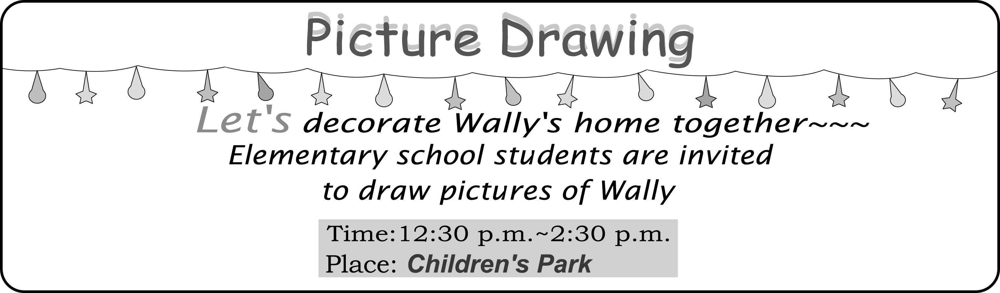 Picture Drawing
Let's decorate Wally's home together~~~
Elementary school students are invited
to draw pictures of Wally
Time:12:30 p.m.~2:30 p.m.
Place: Children's Park